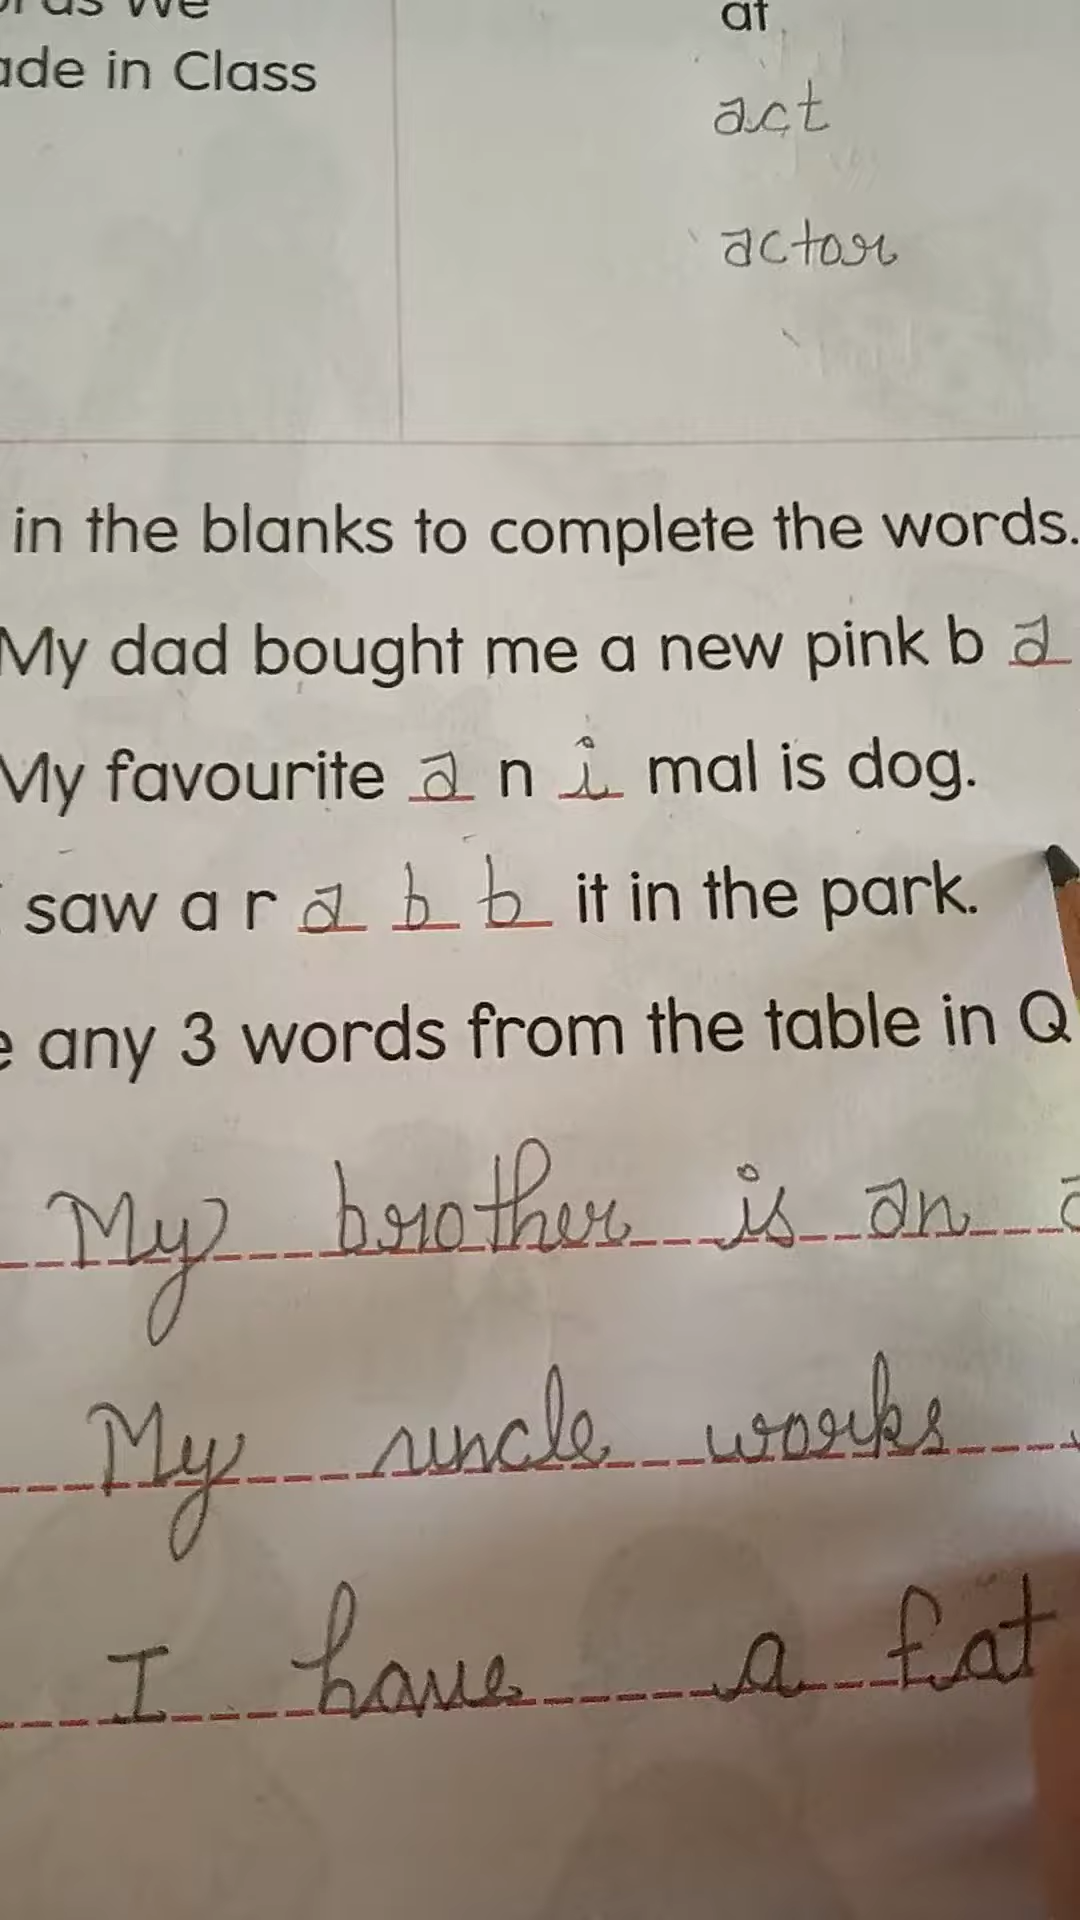 we
at
in Class
act
actor
in the blanks to complete the words.
My dad bought me a new pink b a
My favourite a n i mal is dog.
saw a r a b b it in the park.
any 3 words from the table in Q
My brother is an
My uncle works
I have a fat